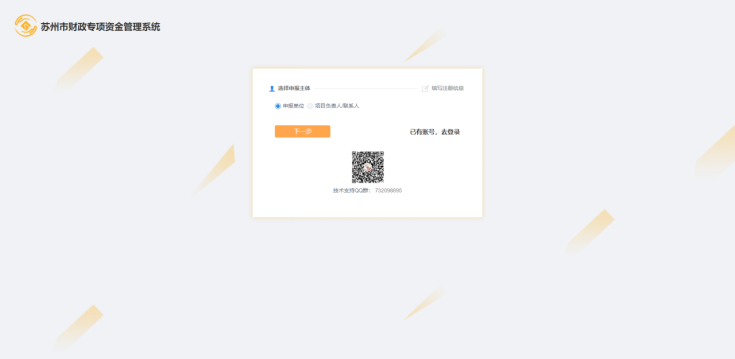 苏州市财政专项资金管理系统
选择申报主体
填写注册信息
申报单位 项目负责人/联系人
下一步
已有账号，去登录
技术支持QQ群：